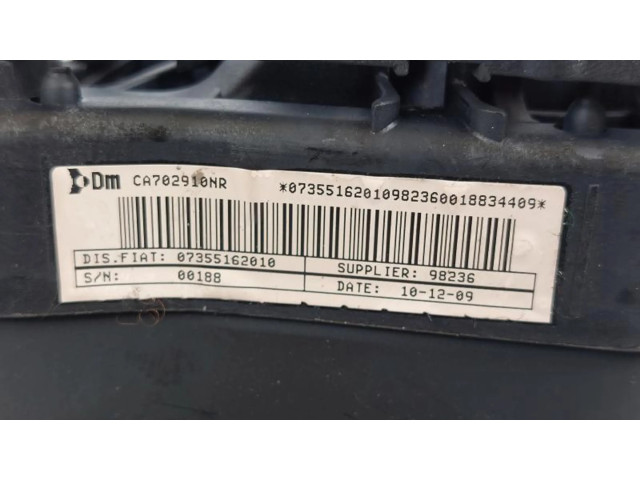 Dm CA702910NR *07355162010982360018834409*
DIS.FIAT: 07355162010 SUPPLIER: 98236
S/N: 00188 DATE: 10-12-09